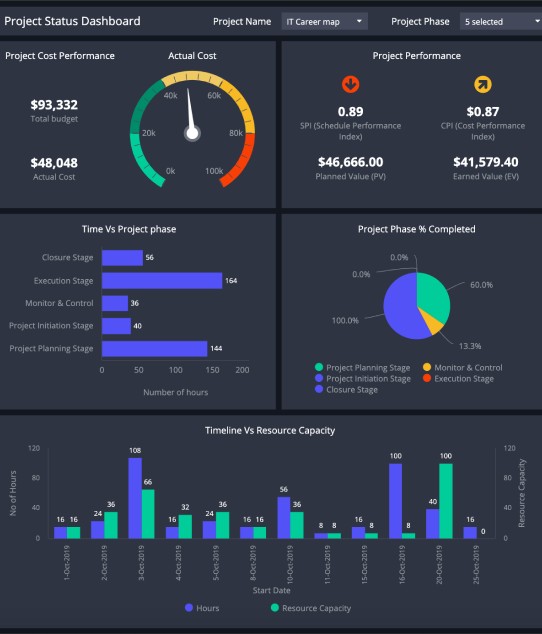 Project Status Dashboard
Project Name
IT Career map
Project Phase
5 selected
Project Cost Performance
Actual Cost
$93,332
Total budget
$48,048
Actual Cost
0k
20k
40k
60k
80k
100k
Project Performance
0.89
SPI (Schedule Performance
Index)
$0.87
CPI (Cost Performance
Index)
$46,666.00
Planned Value (PV)
$41,579.40
Earned Value (EV)
Time Vs Project phase
Closure Stage
56
Execution Stage
164
Monitor & Control
36
Project Initiation Stage
40
Project Planning Stage
144
0
50
100
150
200
Number of hours
Project Phase % Completed
0.0%
0.0%
60.0%
100.0%
13.3%
Project Planning Stage
Monitor & Control
Project Initiation Stage
Execution Stage
Closure Stage
Timeline Vs Resource Capacity
120
80
40
0
No of Hours
16 16
24 36
108 66
16 32
24 36
16 16
56 36
8 8
16 8
100 8
40 100
16 0
120
80
40
0
Resource Capacity
1-Oct-2019
2-Oct-2019
3-Oct-2019
4-Oct-2019
5-Oct-2019
8-Oct-2019
10-Oct-2019
11-Oct-2019
15-Oct-2019
16-Oct-2019
20-Oct-2019
25-Oct-2019
Start Date
Hours
Resource Capacity